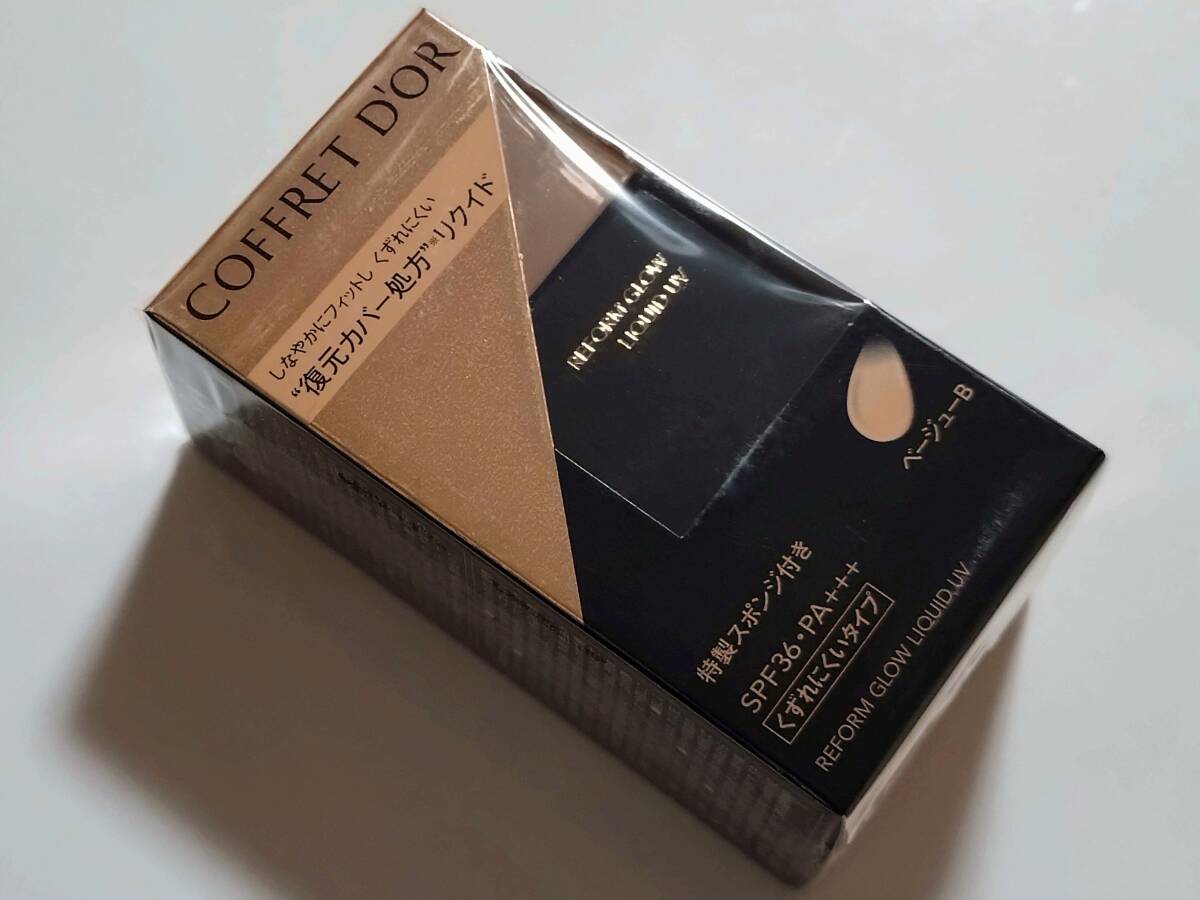 COFFRET D'OR
しなやかにフィットし くずれにくい
“復元カバー処方”※リクイド
REFORM GLOW
LIQUID UV
ベージューB
特製スポンジ付き
SPF36・PA+++
くずれにくいタイプ
REFORM GLOW LIQUID UV